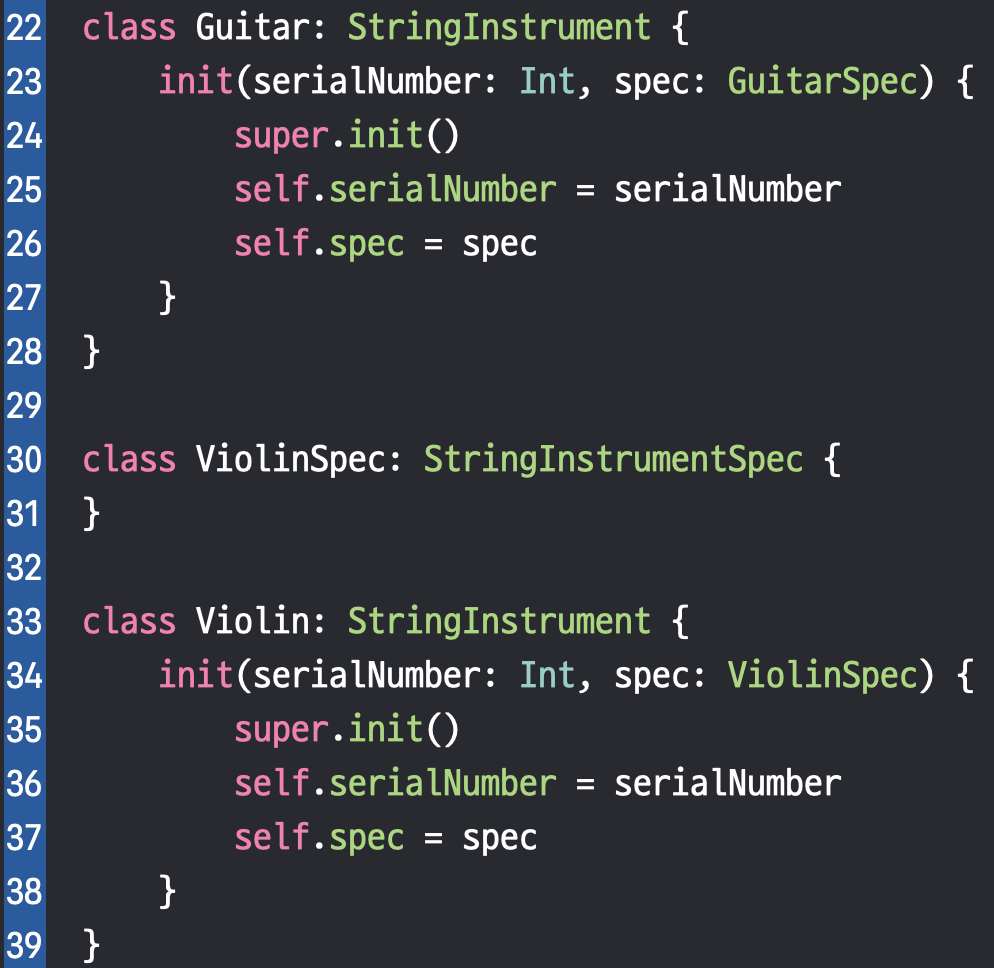 22 class Guitar: StringInstrument {
23     init(serialNumber: Int, spec: GuitarSpec) {
24         super.init()
25         self.serialNumber = serialNumber
26         self.spec = spec
27     }
28 }
29
30 class ViolinSpec: StringInstrumentSpec {
31 }
32
33 class Violin: StringInstrument {
34     init(serialNumber: Int, spec: ViolinSpec) {
35         super.init()
36         self.serialNumber = serialNumber
37         self.spec = spec
38     }
39 }